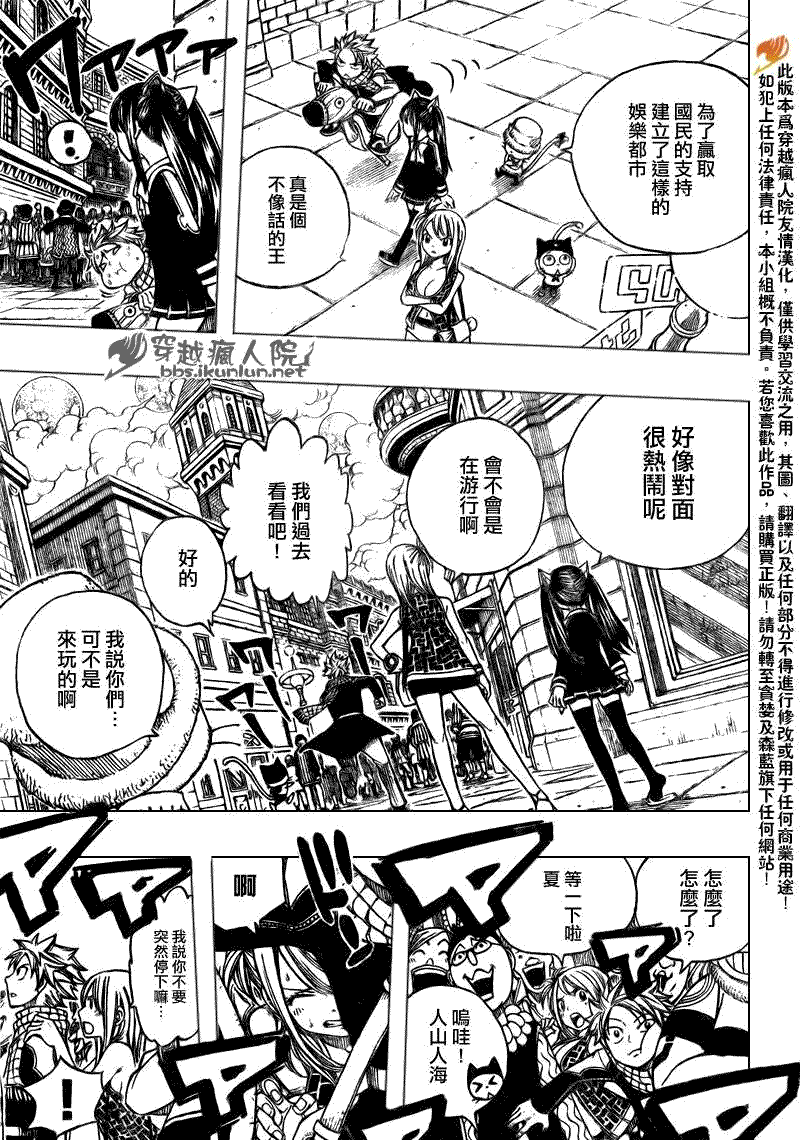 為了贏取
國民的支持
建立了這樣的
娛樂都市
真是個
不像話的王
ワァァァ
!
穿越瘋人院
bbs.ikunlun.net
好像對面
很熱鬧呢
會不會是
在游行啊
我們過去
看看吧！
好的
我説你們…
可不是
來玩的啊
怎麼了
怎麼了？
等一下啦
夏
嗚哇！
人山人海
啊
我説你不要
突然停下嘛…
!
此版本爲穿越瘋人院友情漢化，僅供學習交流之用，其圖、翻譯以及任何部分不得進行修改或用于任何商業用途！
如犯上任何法律責任，本小組概不負責。若您喜歡此作品，請購買正版！請勿轉至貪婪及森藍旗下任何網站！